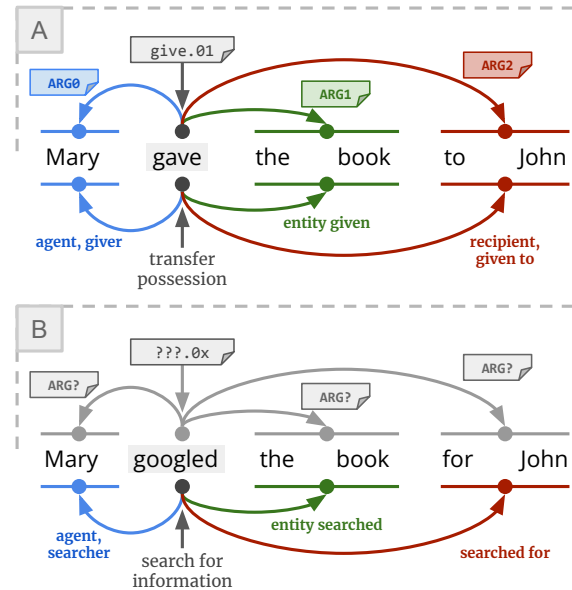 A
give.01
ARG0
ARG1
ARG2
Mary gave the book to John
agent, giver
entity given
recipient,
given to
transfer
possession
B
???.0x
ARG?
ARG?
ARG?
Mary googled the book for John
agent,
searcher
entity searched
searched for
search for
information